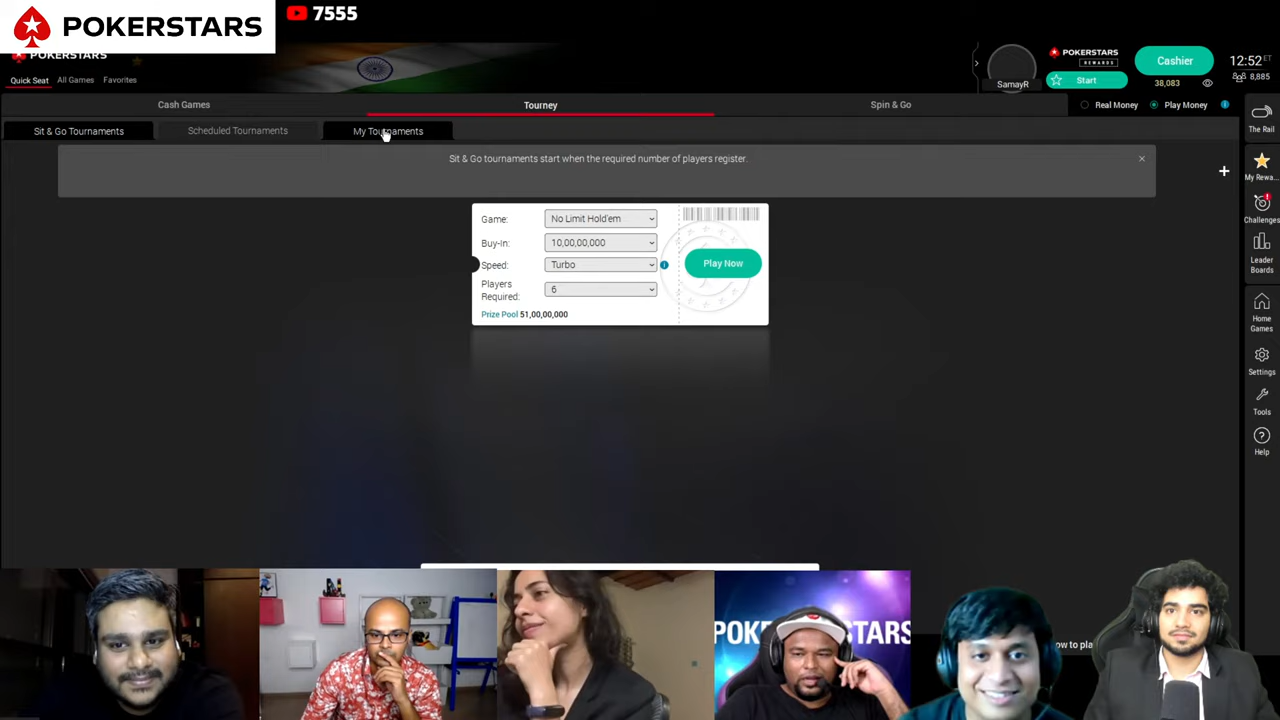 POKERSTARS
7555
POKERSTARS
Quick Seat
All Games
Favorites
SamayR
POKERSTARS
REWARDS
Start
Cashier
38,083
12:52 ET
8,885
Cash Games
Tourney
Spin & Go
Real Money
Play Money
Sit & Go Tournaments
Scheduled Tournaments
My Tournaments
Sit & Go tournaments start when the required number of players register.
Game:
No Limit Hold'em
Buy-In:
10,00,00,000
Speed:
Turbo
Players
Required:
6
Prize Pool 51,00,00,000
Play Now
The Rail
My Rewa...
Challenges
Leader
Boards
Home
Games
Settings
Tools
Help
POKERSTARS
ow to pla